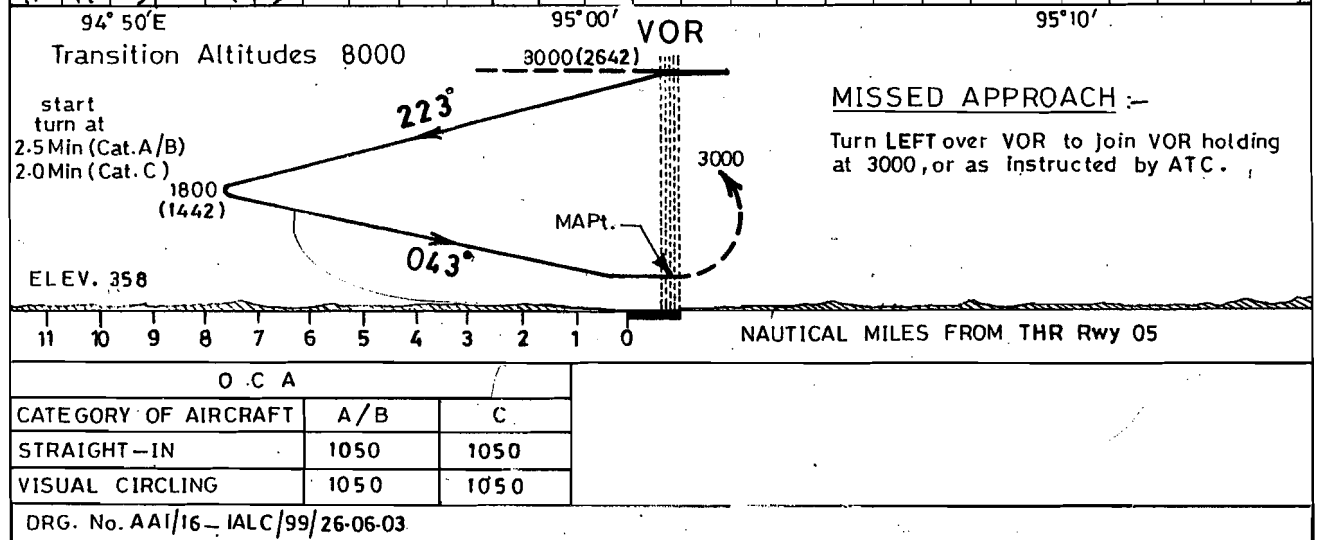 94° 50′E 95°00′ 95°10′
VOR
Transition Altitudes 8000
3000(2642)
start
turn at
2.5 Min (Cat. A/B)
2.0 Min (Cat. C)
223°
1800
(1442)
043°
MAPt.
3000
MISSED APPROACH :–
Turn LEFT over VOR to join VOR holding
at 3000, or as instructed by ATC.
ELEV. 358
11 10 9 8 7 6 5 4 3 2 1 0 NAUTICAL MILES FROM THR Rwy 05
O C A
CATEGORY OF AIRCRAFT A/B C
STRAIGHT–IN 1050 1050
VISUAL CIRCLING 1050 1050
DRG. No. AAI/16 – IALC/99/26-06-03